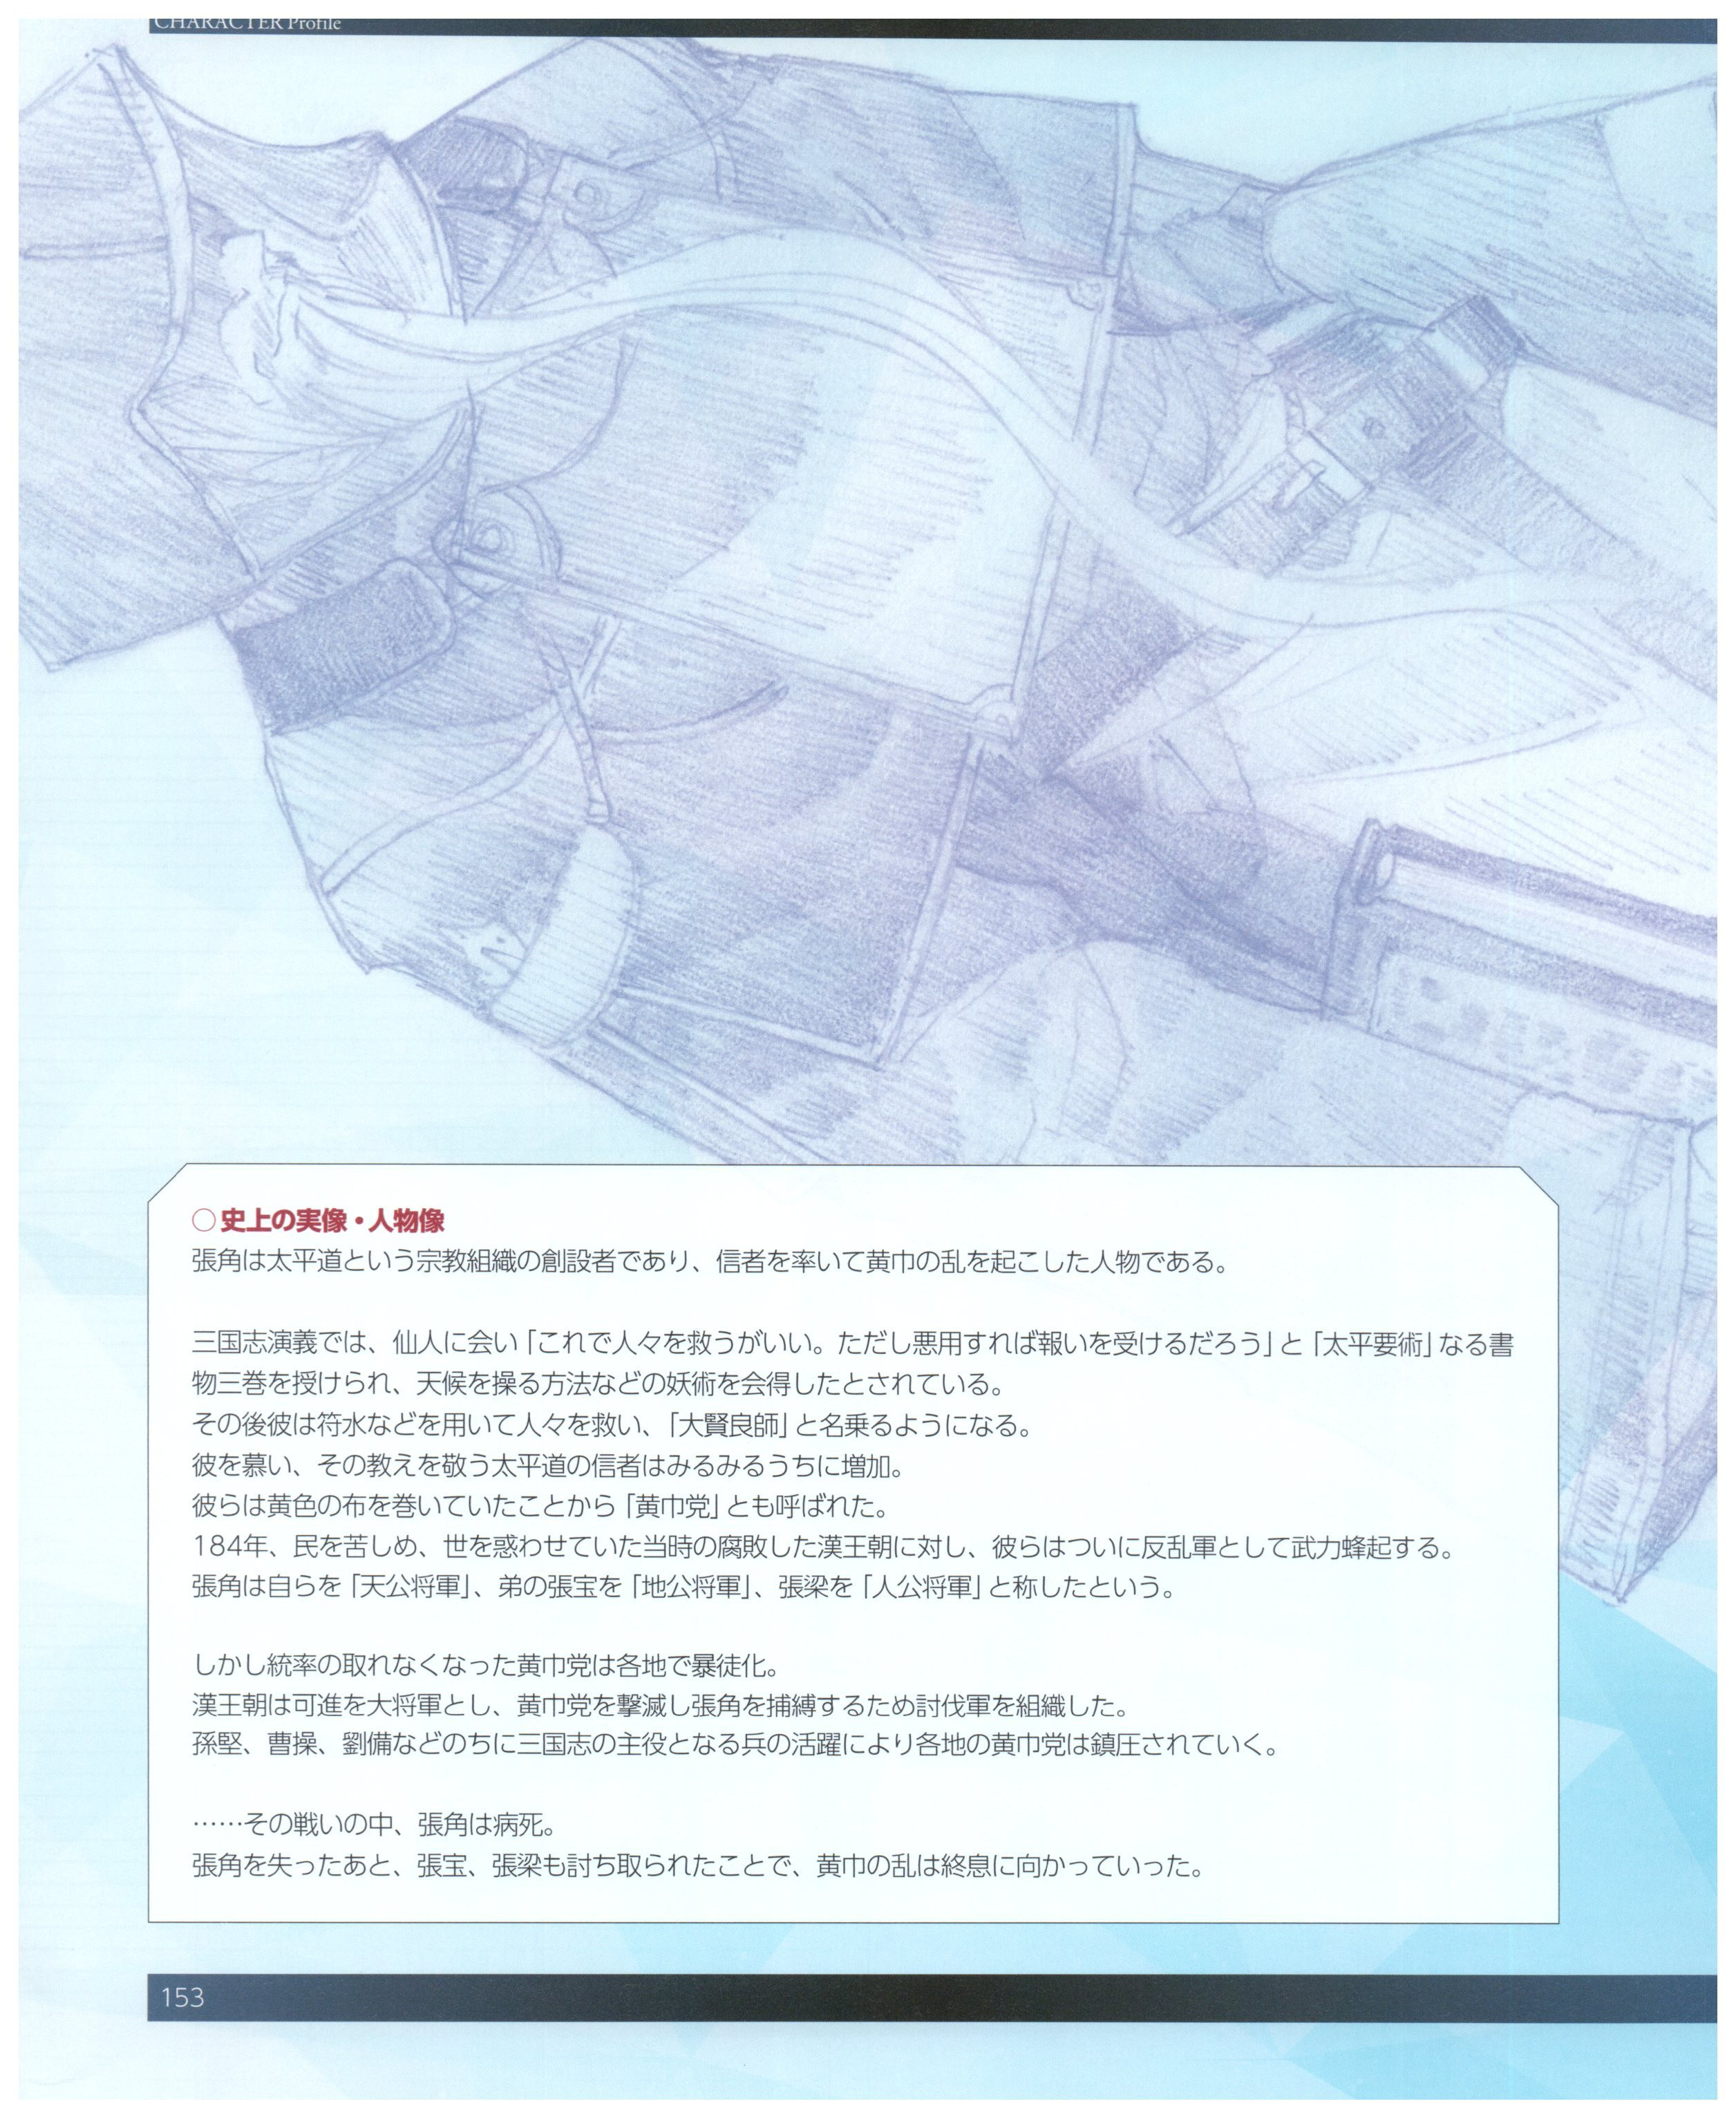 CHARACTER Profile
○史上の実像・人物像
張角は太平道という宗教組織の創設者であり、信者を率いて黄巾の乱を起こした人物である。
三国志演義では、仙人に会い「これで人々を救うがいい。ただし悪用すれば報いを受けるだろう」と「太平要術」なる書
物三巻を授けられ、天候を操る方法などの妖術を会得したとされている。
その後彼は符水などを用いて人々を救い、「大賢良師」と名乗るようになる。
彼を慕い、その教えを敬う太平道の信者はみるみるうちに増加。
彼らは黄色の布を巻いていたことから「黄巾党」とも呼ばれた。
184年、民を苦しめ、世を惑わせていた当時の腐敗した漢王朝に対し、彼らはついに反乱軍として武力蜂起する。
張角は自らを「天公将軍」、弟の張宝を「地公将軍」、張梁を「人公将軍」と称したという。
しかし統率の取れなくなった黄巾党は各地で暴徒化。
漢王朝は可進を大将軍とし、黄巾党を撃滅し張角を捕縛するため討伐軍を組織した。
孫堅、曹操、劉備などのちに三国志の主役となる兵の活躍により各地の黄巾党は鎮圧されていく。
……その戦いの中、張角は病死。
張角を失ったあと、張宝、張梁も討ち取られたことで、黄巾の乱は終息に向かっていった。
153